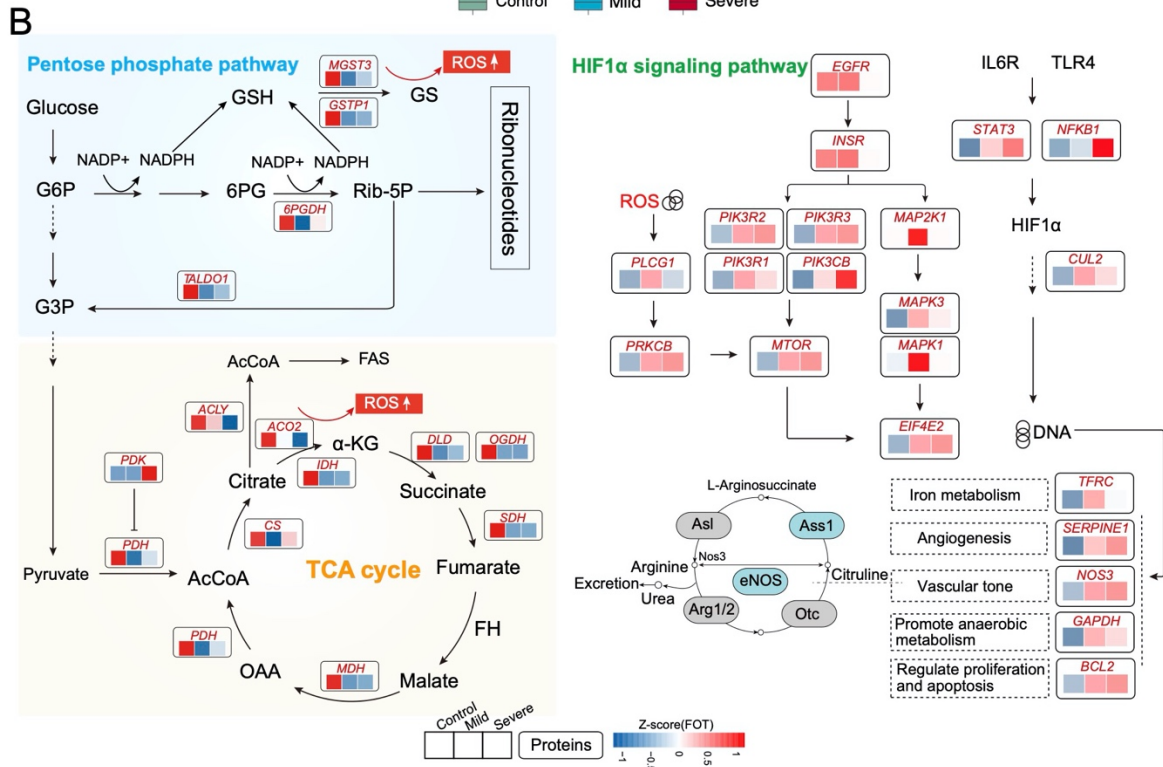 Control Mild Severe
B
Pentose phosphate pathway
MGST3
ROS
GSH
GS
GSTP1
Glucose
Ribonucleotides
NADP+ NADPH NADP+ NADPH
G6P 6PG Rib-5P
6PGDH
TALDO1
G3P
AcCoA FAS
ROS
ACLY
ACO2
α-KG
DLD OGDH
PDK
IDH
Citrate
Succinate
CS
SDH
PDH
TCA cycle
Fumarate
Pyruvate
AcCoA
PDH
FH
OAA
MDH
Malate
HIF1α signaling pathway
EGFR
IL6R TLR4
INSR
STAT3 NFKB1
ROS
PIK3R2 PIK3R3 MAP2K1
HIF1α
PLCG1 PIK3R1 PIK3CB
CUL2
MAPK3
PRKCB MTOR MAPK1
EIF4E2
DNA
L-Arginosuccinate
Asl Ass1
Nos3
Arginine
Citruline
Excretion
eNOS
Urea
Arg1/2 Otc
Iron metabolism
TFRC
Angiogenesis
SERPINE1
Vascular tone
NOS3
Promote anaerobic
metabolism
GAPDH
Regulate proliferation
and apoptosis
BCL2
Control
Mild
Severe
Proteins
Z-score(FOT)
-1 0 0.5 1